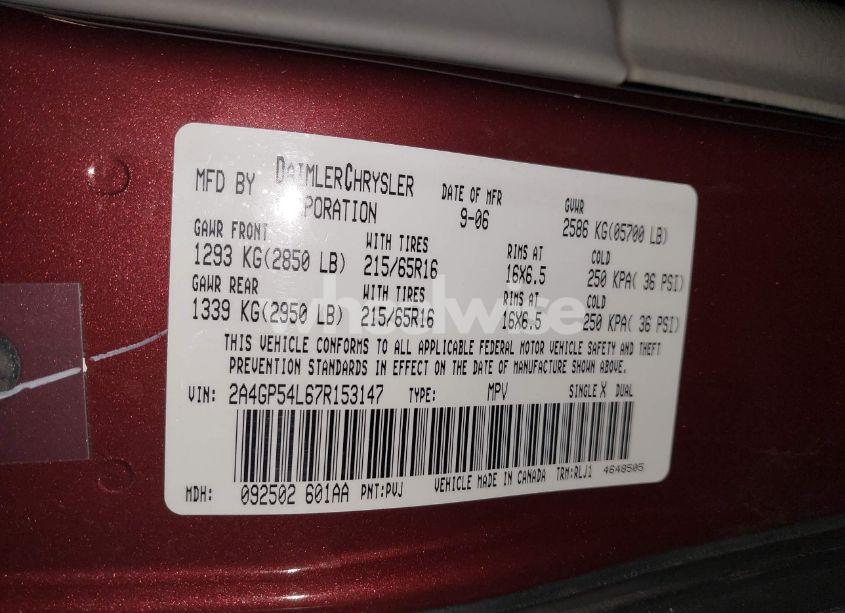 MFD BY DAIMLERCHRYSLER DATE OF MFR GVWR
PORATION 9-06 2586 KG(05700 LB)
GAWR FRONT WITH TIRES RIMS AT COLD
1293 KG(2850 LB) 215/65R16 16X6.5 250 KPA( 36 PSI)
GAWR REAR WITH TIRES RIMS AT COLD
1339 KG(2950 LB) 215/65R16 16X6.5 250 KPA( 36 PSI)
wheelwise
THIS VEHICLE CONFORMS TO ALL APPLICABLE FEDERAL MOTOR VEHICLE SAFETY AND THEFT
PREVENTION STANDARDS IN EFFECT ON THE DATE OF MANUFACTURE SHOWN ABOVE.
VIN: 2A4GP54L67R153147 TYPE: MPV SINGLE X DUAL
MDH: 092502 601AA PNT:PVJ VEHICLE MADE IN CANADA TRM:RLJ1 4648505